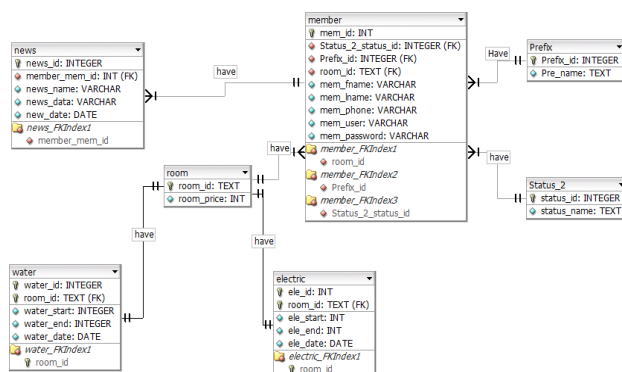 member
mem_id: INT
Status_2_status_id: INTEGER (FK)
Prefix_id: INTEGER (FK)
room_id: TEXT (FK)
mem_fname: VARCHAR
mem_lname: VARCHAR
mem_phone: VARCHAR
mem_user: VARCHAR
mem_password: VARCHAR
member_FKIndex1
room_id
member_FKIndex2
Prefix_id
member_FKIndex3
Status_2_status_id
news
news_id: INTEGER
member_mem_id: INT (FK)
news_name: VARCHAR
news_data: VARCHAR
new_date: DATE
news_FKIndex1
member_mem_id
have
Have
Prefix
Prefix_id: INTEGER
Pre_name: TEXT
have
have
room
room_id: TEXT
room_price: INT
Status_2
status_id: INTEGER
status_name: TEXT
have
have
water
water_id: INTEGER
room_id: TEXT (FK)
water_start: INTEGER
water_end: INTEGER
water_date: DATE
water_FKIndex1
room_id
electric
ele_id: INT
room_id: TEXT (FK)
ele_start: INT
ele_end: INT
ele_date: DATE
electric_FKIndex1
room_id